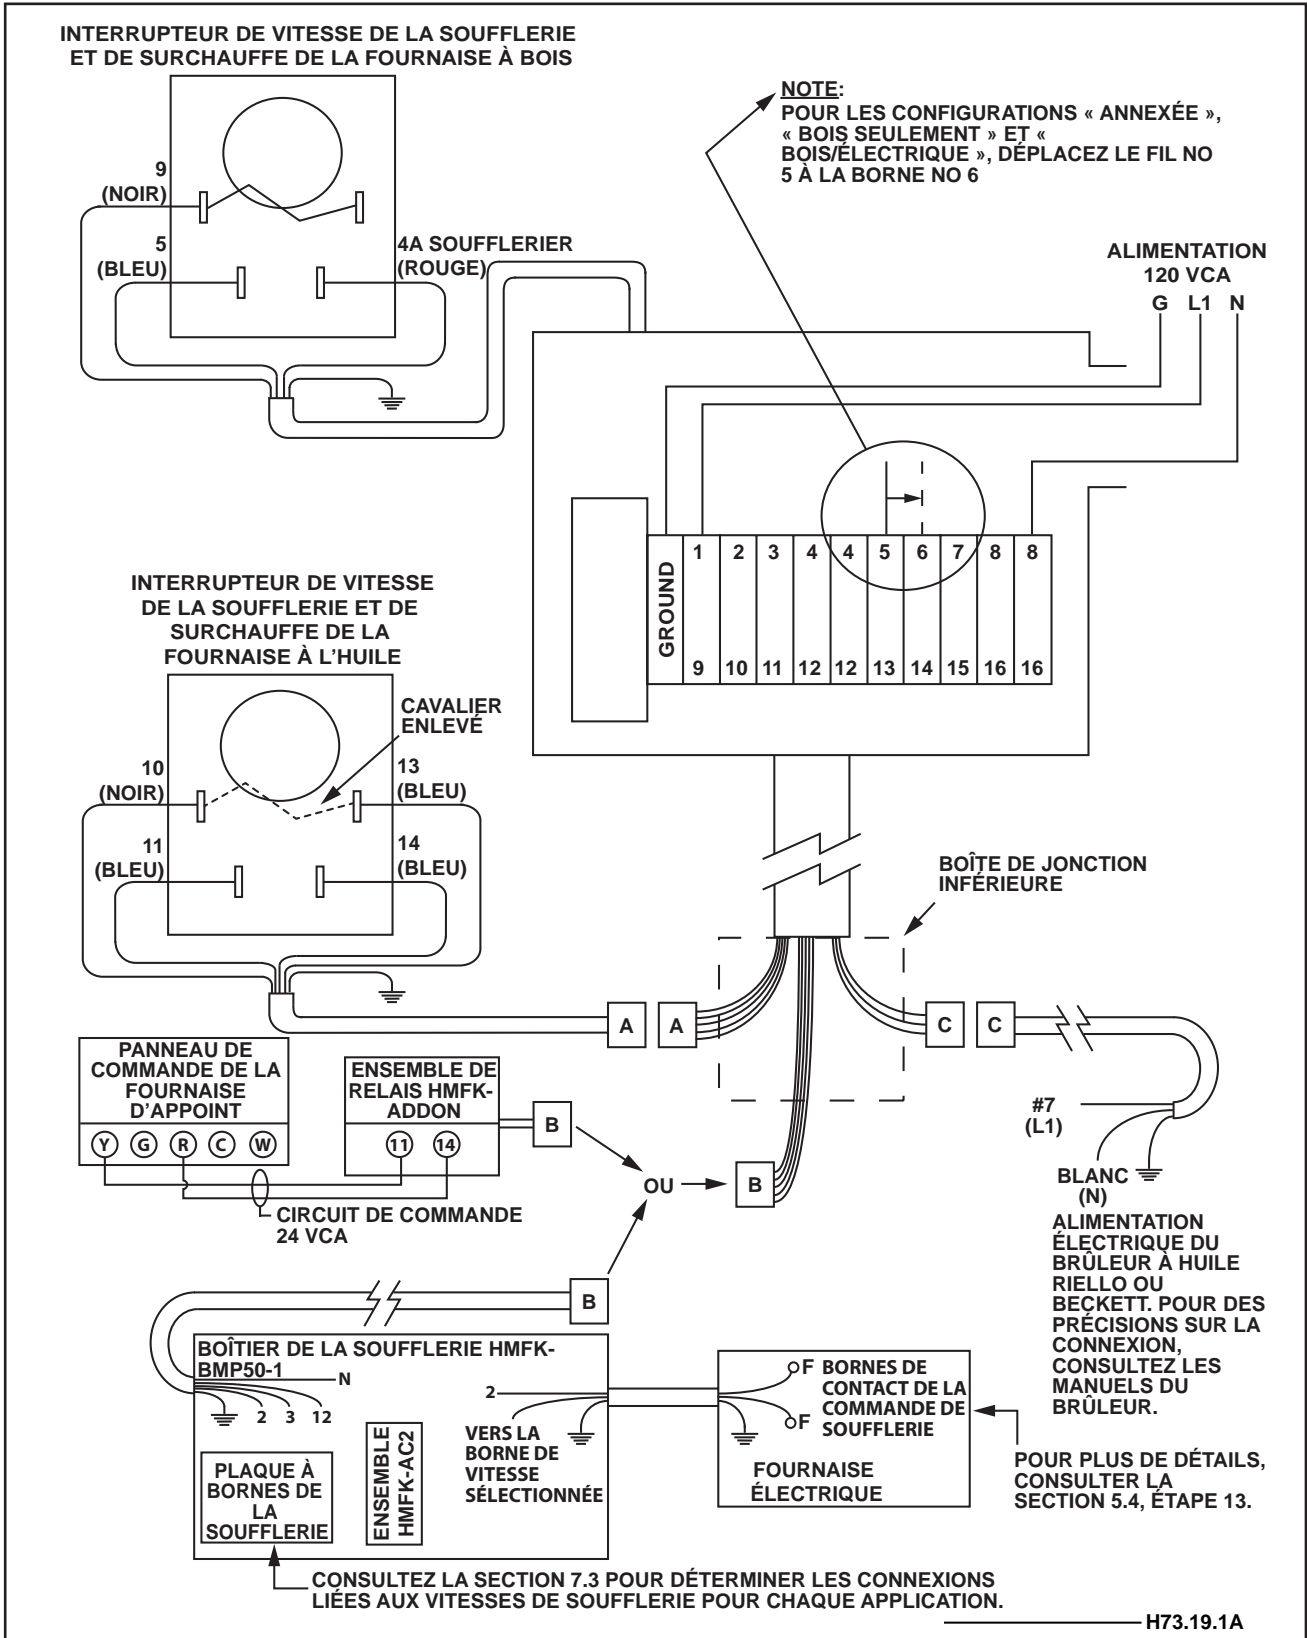 INTERRUPTEUR DE VITESSE DE LA SOUFFLERIE
ET DE SURCHAUFFE DE LA FOURNAISE À BOIS
9
(NOIR)
5
(BLEU)
4A SOUFFLERIER
(ROUGE)
NOTE:
POUR LES CONFIGURATIONS « ANNEXÉE »,
« BOIS SEULEMENT » ET «
BOIS/ÉLECTRIQUE », DÉPLACEZ LE FIL NO
5 À LA BORNE NO 6
ALIMENTATION
120 VCA
G L1 N
GROUND
1 2 3 4 4 5 6 7 8 8
9 10 11 12 12 13 14 15 16 16
INTERRUPTEUR DE VITESSE
DE LA SOUFFLERIE ET DE
SURCHAUFFE DE LA
FOURNAISE À L'HUILE
CAVALIER
ENLEVÉ
10
(NOIR)
13
(BLEU)
11
(BLEU)
14
(BLEU)
BOÎTE DE JONCTION
INFÉRIEURE
A A C C
PANNEAU DE
COMMANDE DE LA
FOURNAISE
D'APPOINT
Y G R C W
ENSEMBLE DE
RELAIS HMFK-
ADDON
11 14
B
OU
B
CIRCUIT DE COMMANDE
24 VCA
#7
(L1)
BLANC
(N)
ALIMENTATION
ÉLECTRIQUE DU
BRÛLEUR À HUILE
RIELLO OU
BECKETT. POUR DES
PRÉCISIONS SUR LA
CONNEXION,
CONSULTEZ LES
MANUELS DU
BRÛLEUR.
B
BOÎTIER DE LA SOUFFLERIE HMFK-
BMP50-1
N
2 3 12
PLAQUE À
BORNES DE
LA
SOUFFLERIE
ENSEMBLE
HMFK-AC2
2
VERS LA
BORNE DE
VITESSE
SÉLECTIONNÉE
F
F
BORNES DE
CONTACT DE LA
COMMANDE DE
SOUFFLERIE
FOURNAISE
ÉLECTRIQUE
POUR PLUS DE DÉTAILS,
CONSULTER LA
SECTION 5.4, ÉTAPE 13.
CONSULTEZ LA SECTION 7.3 POUR DÉTERMINER LES CONNEXIONS
LIÉES AUX VITESSES DE SOUFFLERIE POUR CHAQUE APPLICATION.
H73.19.1A